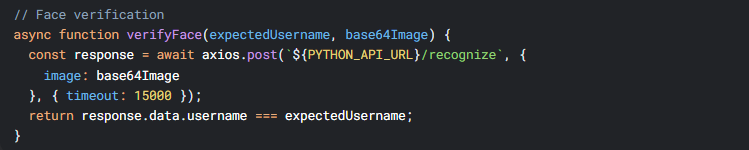 // Face verification
async function verifyFace(expectedUsername, base64Image) {
  const response = await axios.post(`${PYTHON_API_URL}/recognize`, {
    image: base64Image
  }, { timeout: 15000 });
  return response.data.username === expectedUsername;
}